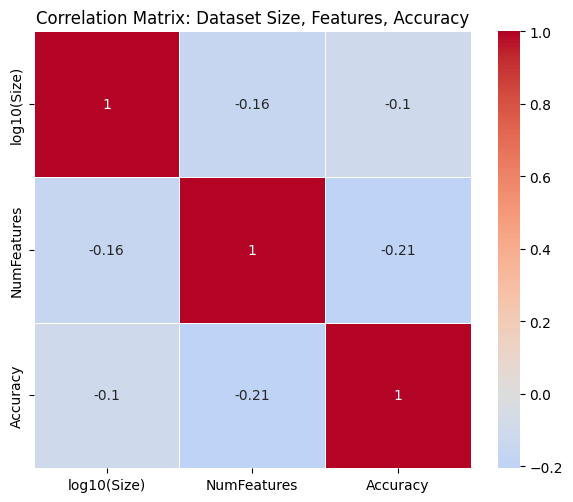 Correlation Matrix: Dataset Size, Features, Accuracy
log10(Size)
1
-0.16
-0.1
NumFeatures
-0.16
1
-0.21
Accuracy
-0.1
-0.21
1
log10(Size)
NumFeatures
Accuracy
1.0
0.8
0.6
0.4
0.2
0.0
−0.2